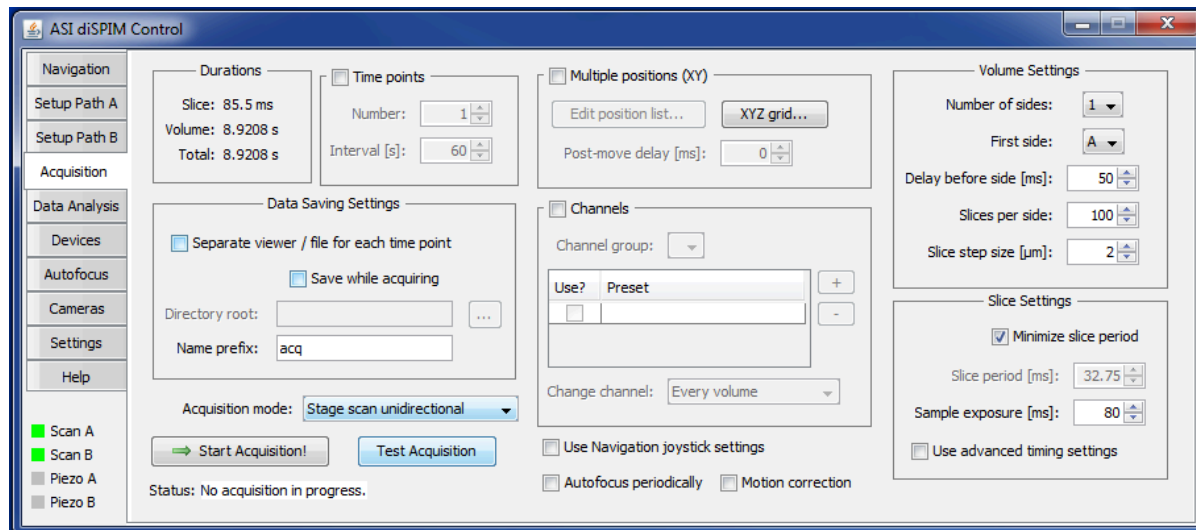 ASI diSPIM Control
Navigation
Setup Path A
Setup Path B
Acquisition
Data Analysis
Devices
Autofocus
Cameras
Settings
Help
Scan A
Scan B
Piezo A
Piezo B
Durations
Slice: 85.5 ms
Volume: 8.9208 s
Total: 8.9208 s
Time points
Number: 1
Interval [s]: 60
Data Saving Settings
Separate viewer / file for each time point
Save while acquiring
Directory root: ...
Name prefix: acq
Acquisition mode: Stage scan unidirectional
Start Acquisition! Test Acquisition
Status: No acquisition in progress.
Multiple positions (XY)
Edit position list... XYZ grid...
Post-move delay [ms]: 0
Channels
Channel group:
Use? Preset
+
-
Change channel: Every volume
Use Navigation joystick settings
Autofocus periodically Motion correction
Volume Settings
Number of sides: 1
First side: A
Delay before side [ms]: 50
Slices per side: 100
Slice step size [µm]: 2
Slice Settings
Minimize slice period
Slice period [ms]: 32.75
Sample exposure [ms]: 80
Use advanced timing settings